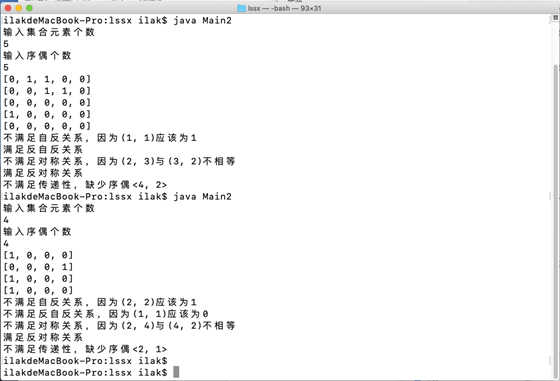 lssx — -bash — 93×31
ilakdeMacBook-Pro:lssx ilak$ java Main2
输入集合元素个数
5
输入序偶个数
5
[0, 1, 1, 0, 0]
[0, 0, 1, 1, 0]
[0, 0, 0, 0, 0]
[1, 0, 0, 0, 0]
[0, 0, 0, 0, 0]
不满足自反关系，因为(1, 1)应该为1
满足反自反关系
不满足对称关系，因为(2, 3)与(3, 2)不相等
满足反对称关系
不满足传递性，缺少序偶<4, 2>
ilakdeMacBook-Pro:lssx ilak$ java Main2
输入集合元素个数
4
输入序偶个数
4
[1, 0, 0, 0]
[0, 0, 0, 1]
[1, 0, 0, 0]
[1, 0, 0, 0]
不满足自反关系，因为(2, 2)应该为1
不满足反自反关系，因为(1, 1)应该为0
不满足对称关系，因为(2, 4)与(4, 2)不相等
满足反对称关系
不满足传递性，缺少序偶<2, 1>
ilakdeMacBook-Pro:lssx ilak$
ilakdeMacBook-Pro:lssx ilak$